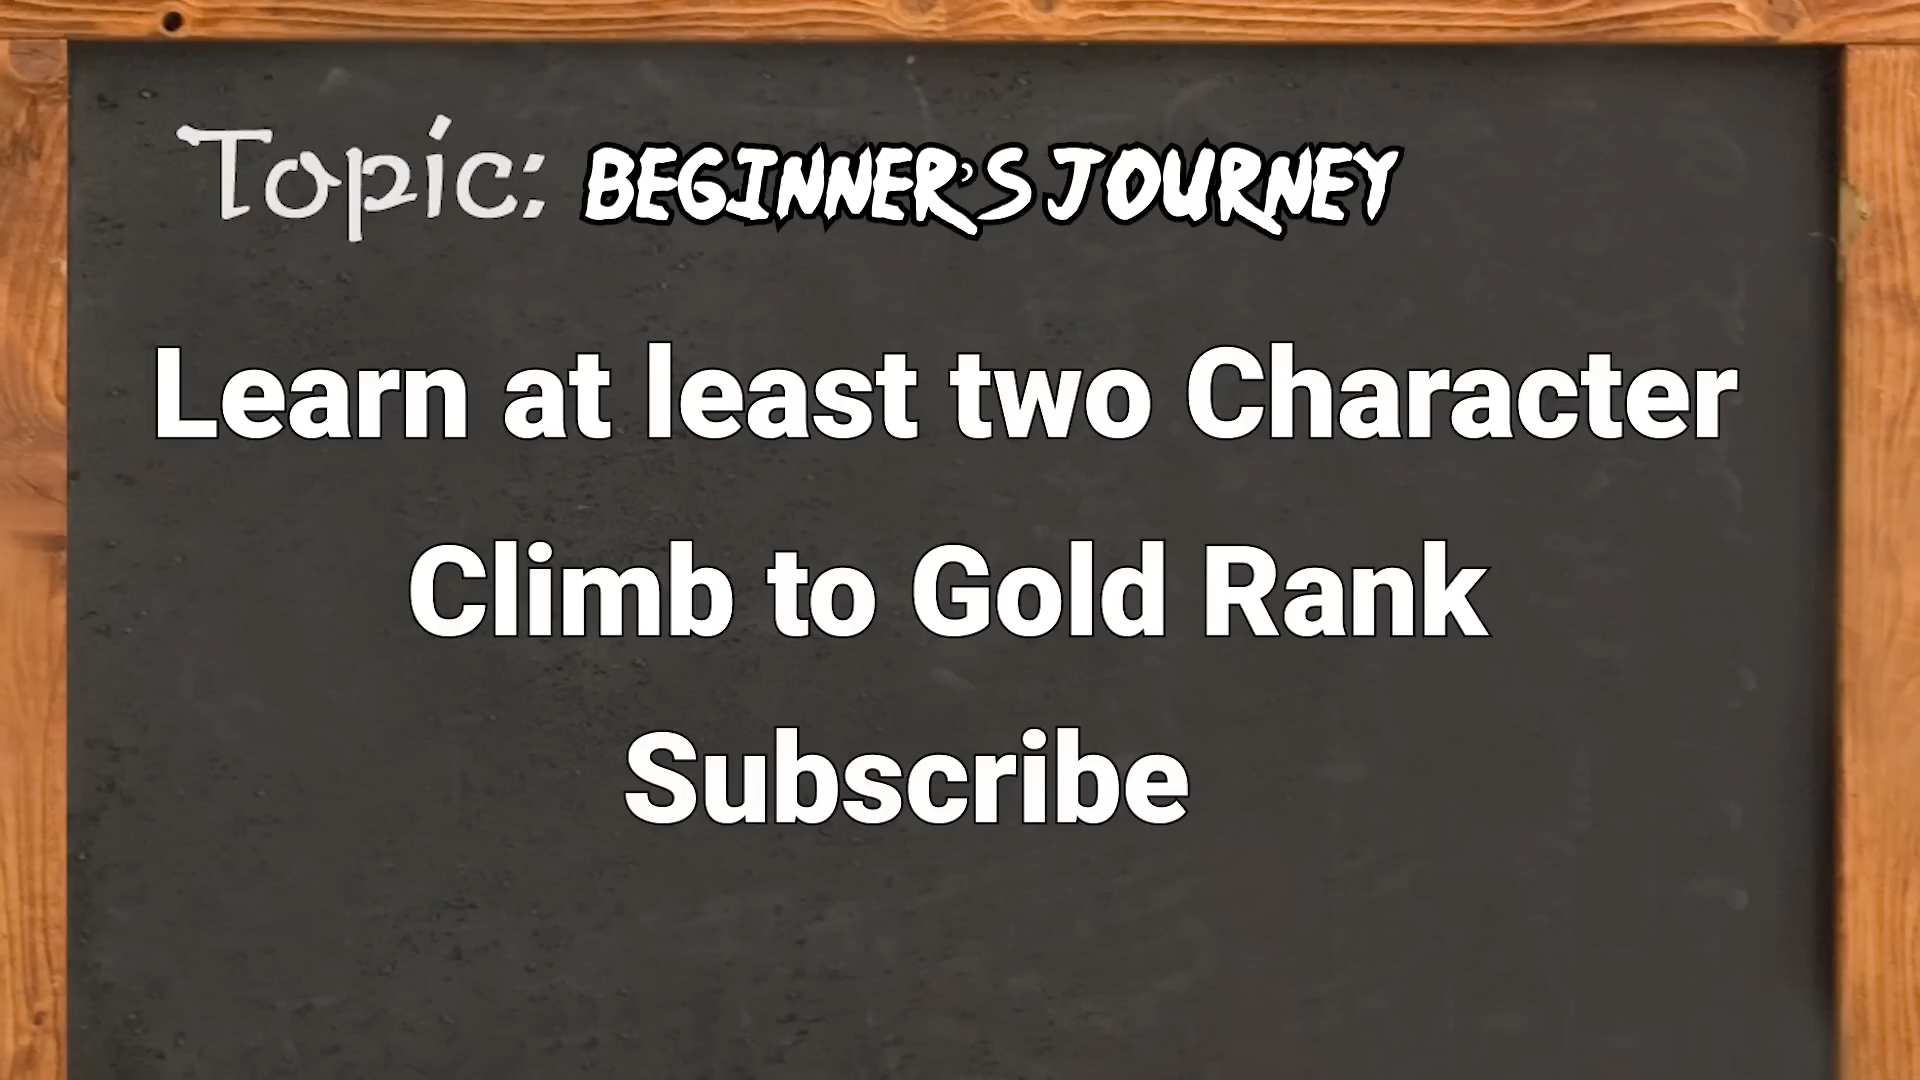 Topic: BEGINNER'S JOURNEY
Learn at least two Character
Climb to Gold Rank
Subscribe